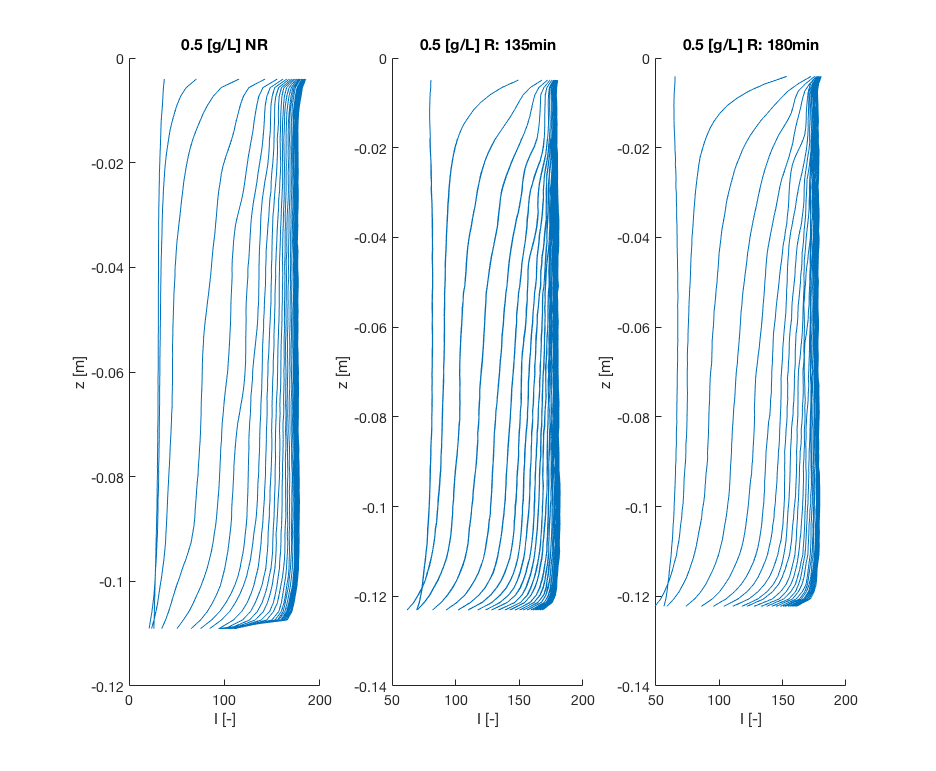 0.5 [g/L] NR
0
-0.02
-0.04
-0.06
-0.08
-0.1
-0.12
z [m]
0 100 200
I [-]
0.5 [g/L] R: 135min
0
-0.02
-0.04
-0.06
-0.08
-0.1
-0.12
-0.14
z [m]
50 100 150 200
I [-]
0.5 [g/L] R: 180min
0
-0.02
-0.04
-0.06
-0.08
-0.1
-0.12
-0.14
z [m]
50 100 150 200
I [-]